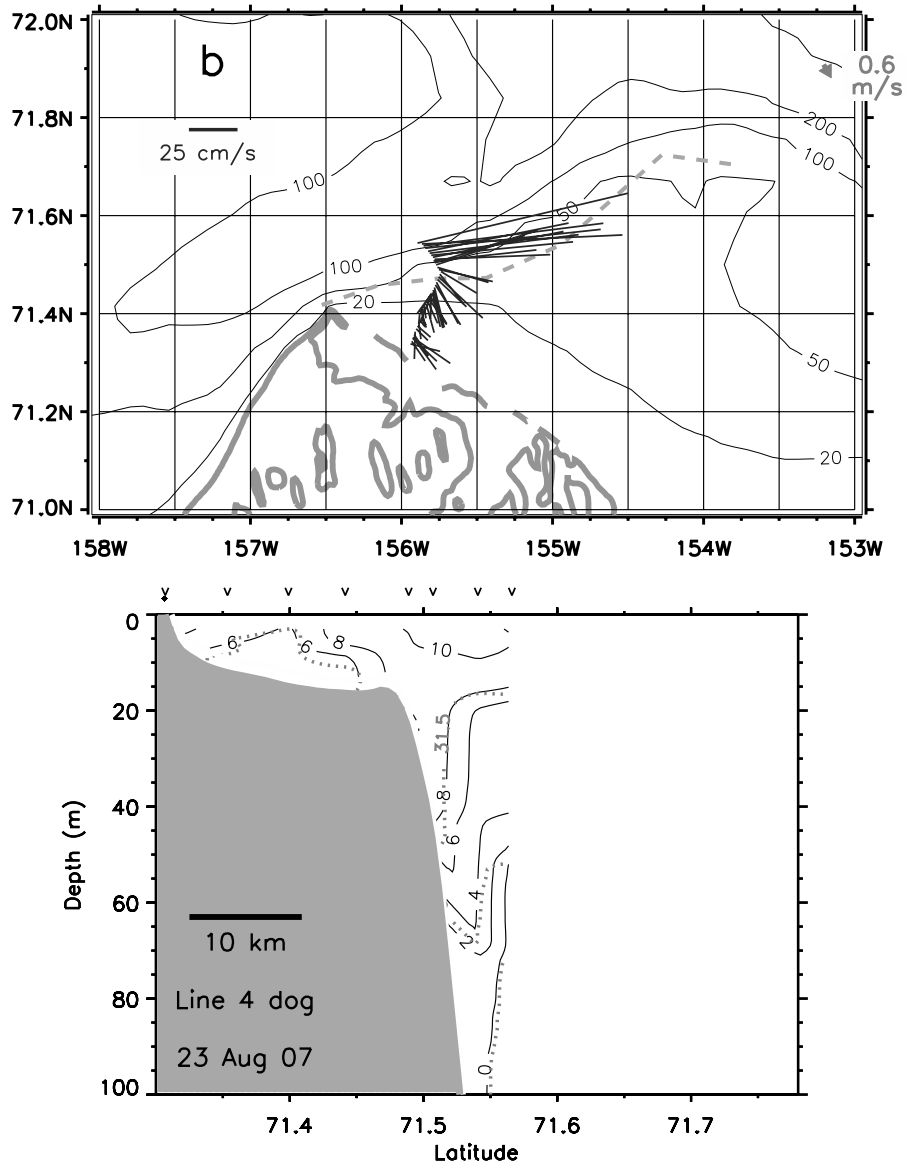 72.0N
b
0.6
m/s
71.8N
200
25 cm/s
100
100
71.6N
50
100
71.4N
20
50
71.2N
20
71.0N
158W 157W 156W 155W 154W 153W
v v v v v v v v
0
6 6 8 10
20
31.5
40
8
6
60
4
10 km
2
Line 4 dog
80
23 Aug 07
0
100
Depth (m)
71.4 71.5 71.6 71.7
Latitude